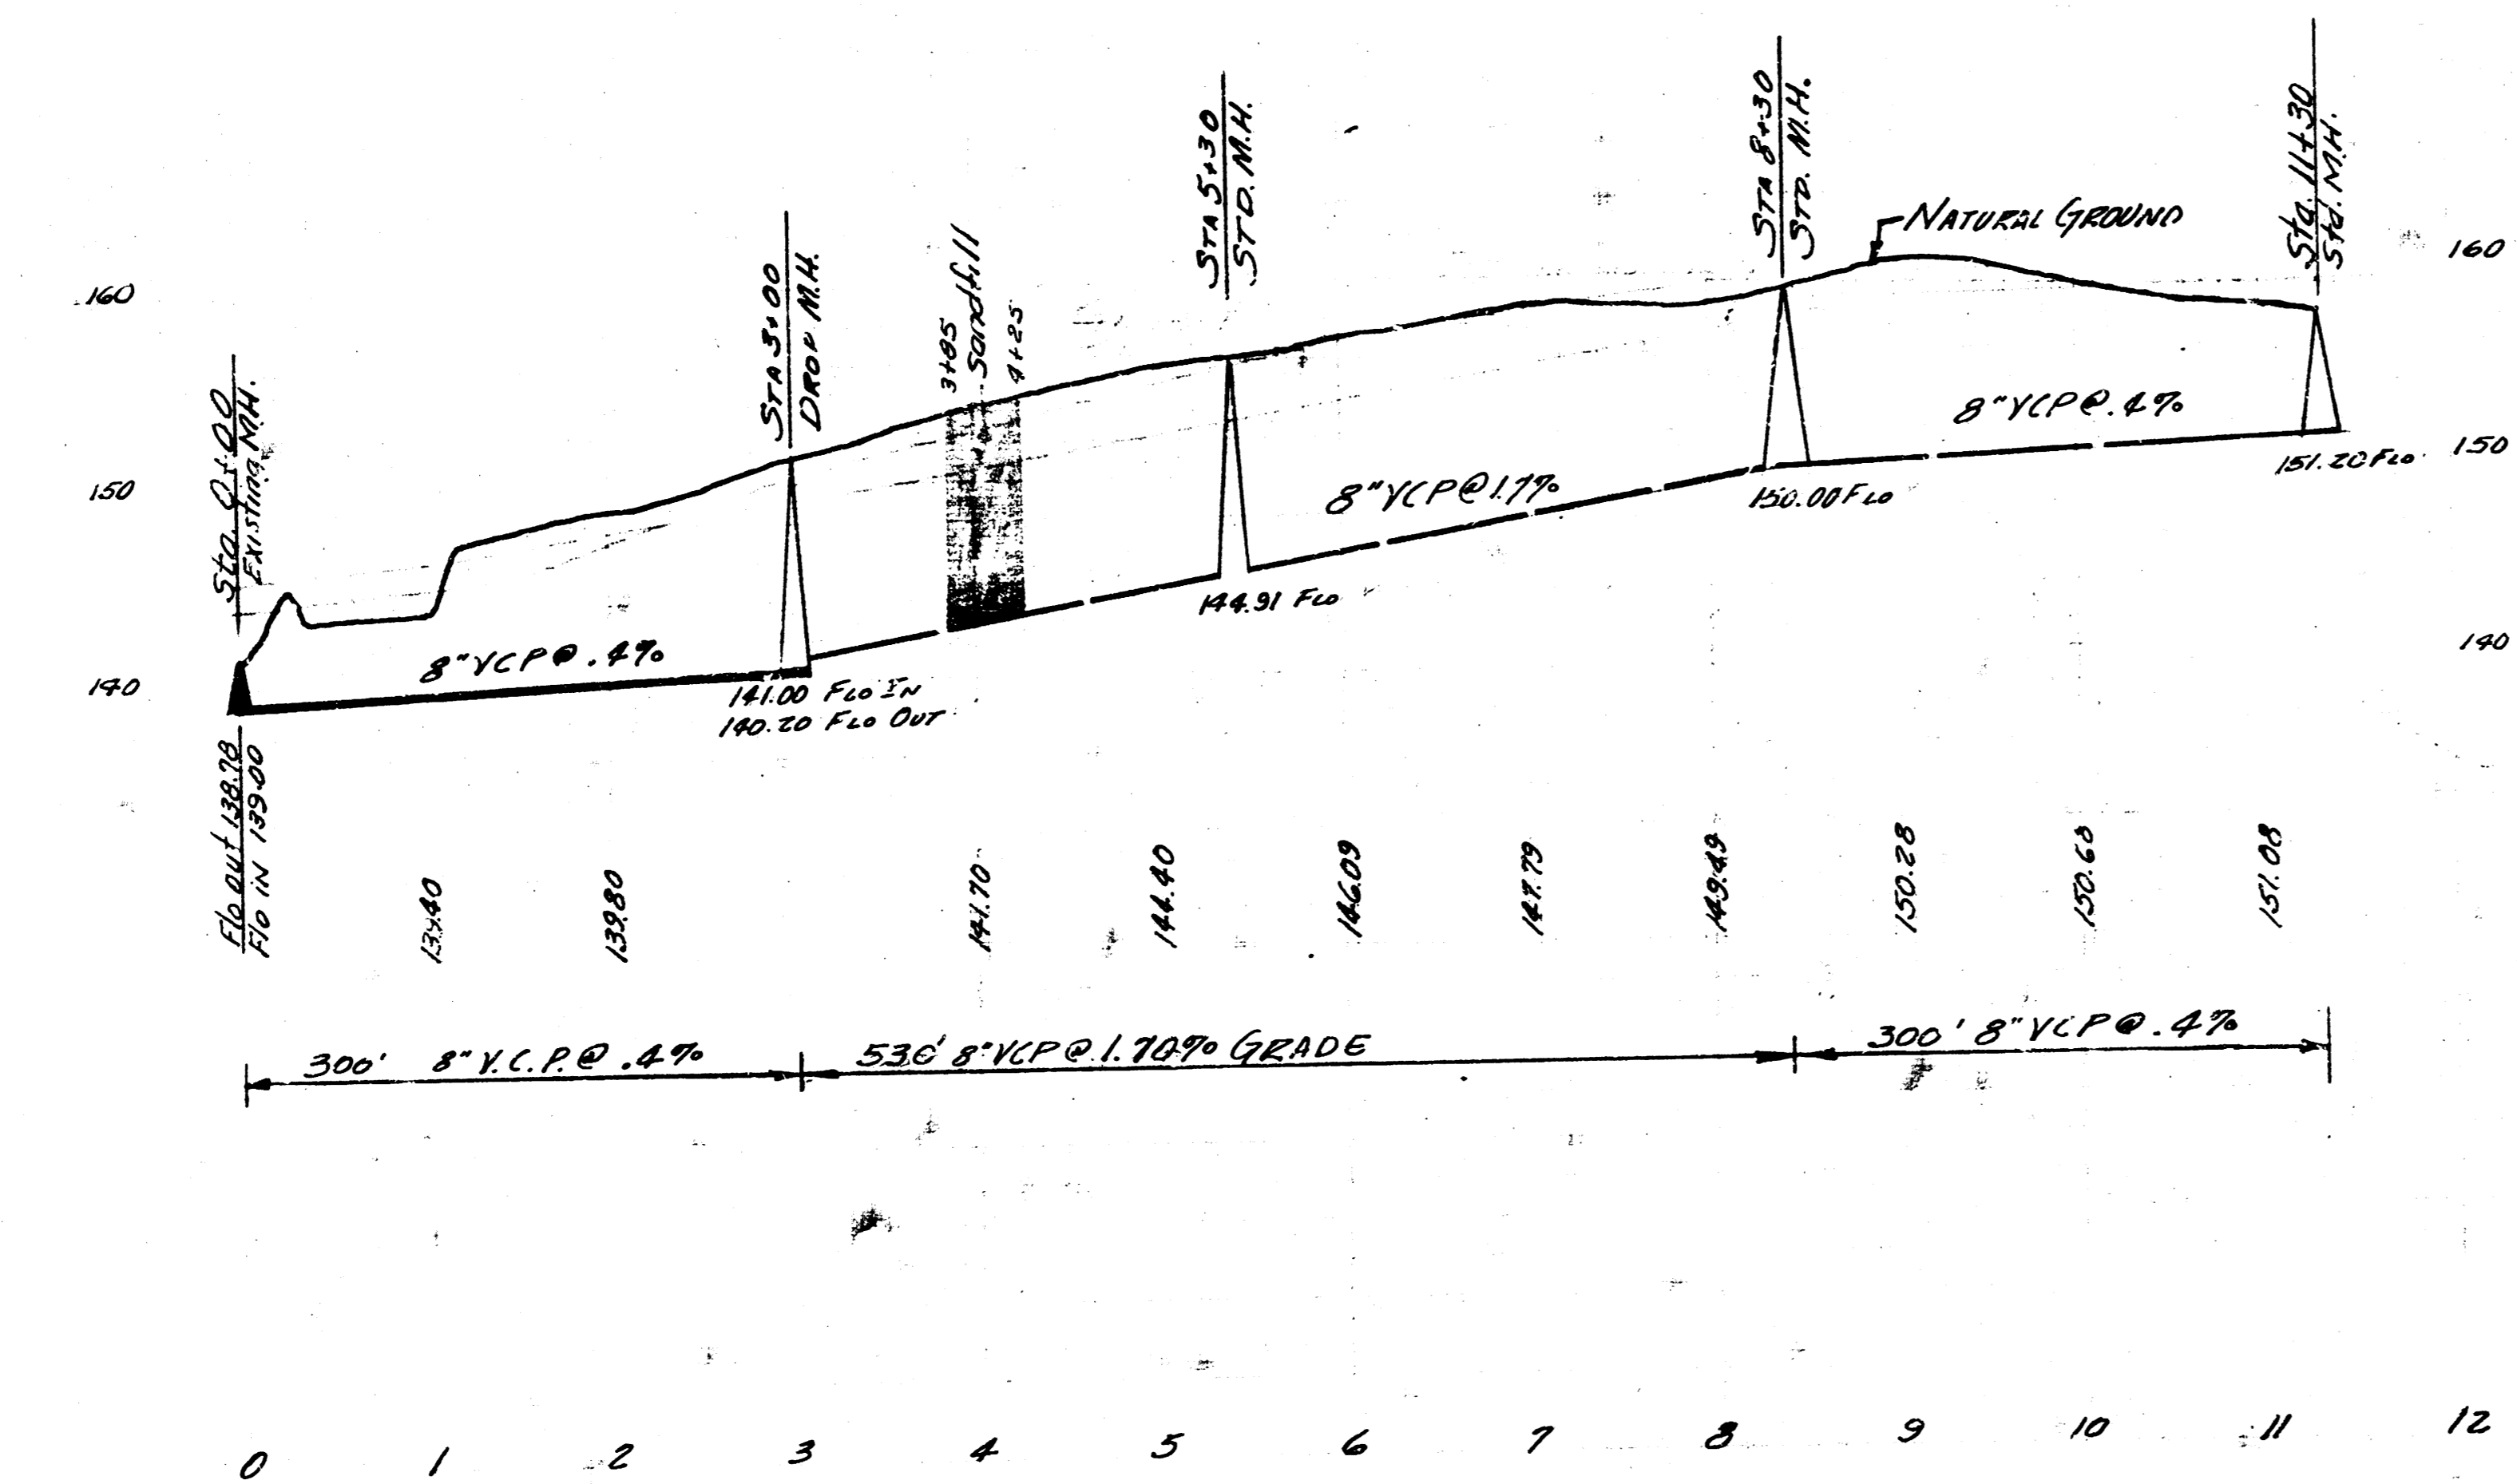 Sta. 0+00
Existing M.H.
STA 3+00
DROP M.H.
3+85
Sandfill
4+25
STA 5+30
STD. M.H.
STA 8+30
STD. M.H.
NATURAL GROUND
Sta. 11+30
Std. M.H.
160
150
140
160
150
140
8" VCP @ .4%
8" VCP @ 1.7%
8" VCP @ .4%
141.00 FLO IN
140.20 FLO OUT
144.91 FLO
150.00 FLO
151.20 FLO
Flo out 138.78
Flo IN 139.00
139.40
139.80
141.70
144.40
146.09
147.79
149.49
150.28
150.68
151.08
300' 8" V.C.P. @ .4%
530' 8" VCP @ 1.70% GRADE
300' 8" VCP @ .4%
0 1 2 3 4 5 6 7 8 9 10 11 12